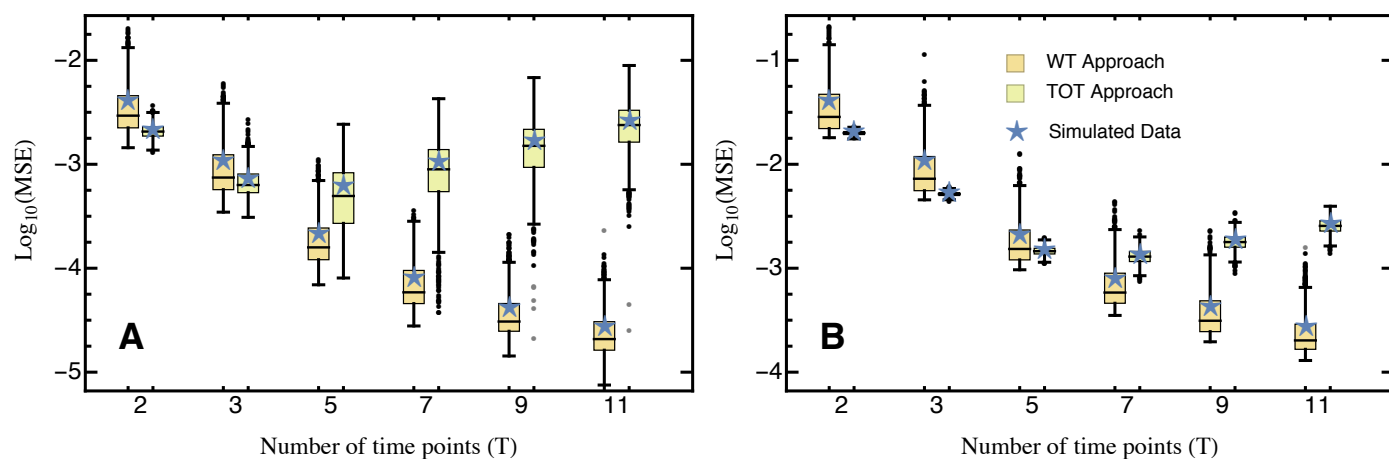 Log₁₀(MSE)
−2
−3
−4
−5
A
2 3 5 7 9 11
Number of time points (T)
Log₁₀(MSE)
−1
−2
−3
−4
WT Approach
TOT Approach
Simulated Data
B
2 3 5 7 9 11
Number of time points (T)